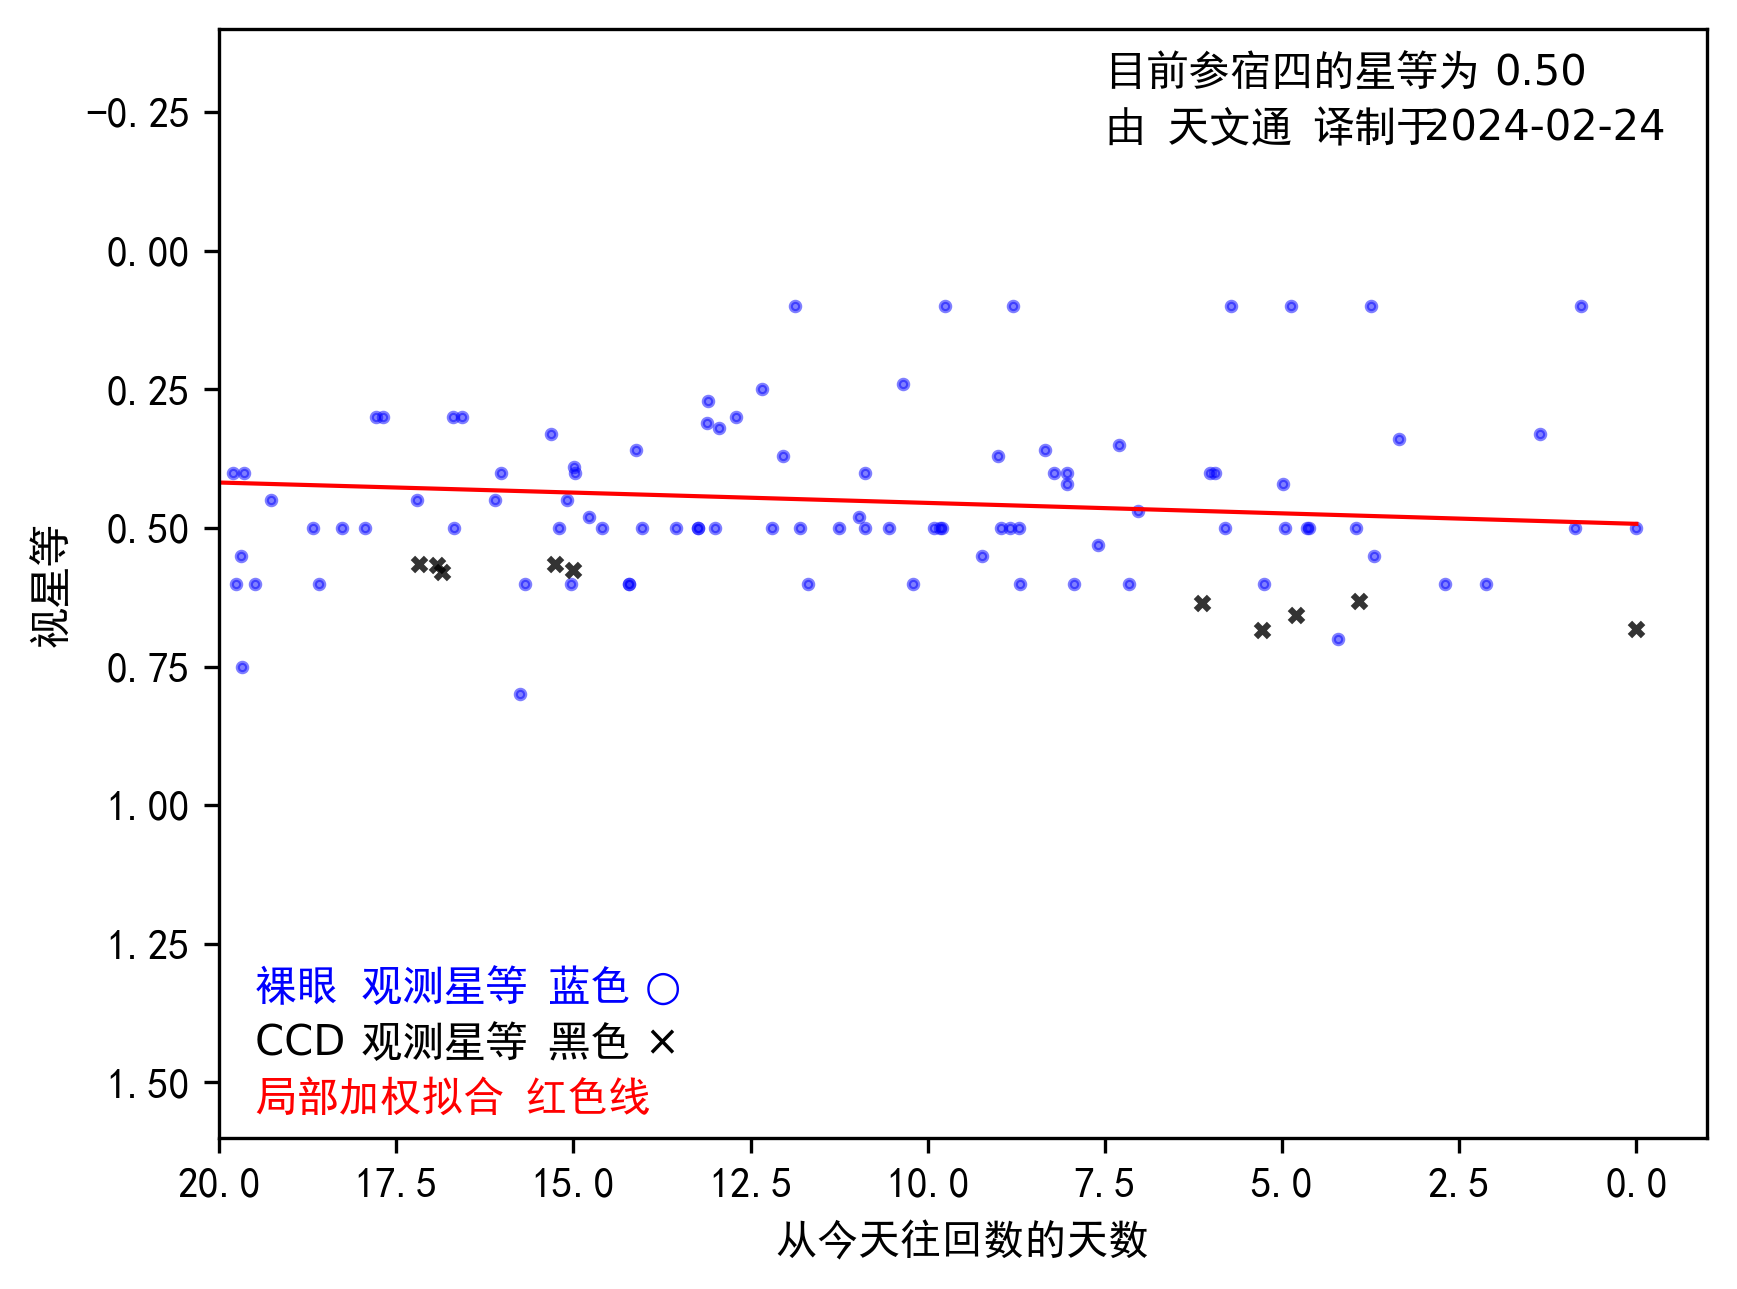 目前参宿四的星等为 0.50
由 天文通 译制于2024-02-24
−0.25
0.00
0.25
0.50
0.75
1.00
1.25
1.50
视星等
裸眼 观测星等 蓝色 ○
CCD 观测星等 黑色 ×
局部加权拟合 红色线
20.0 17.5 15.0 12.5 10.0 7.5 5.0 2.5 0.0
从今天往回数的天数